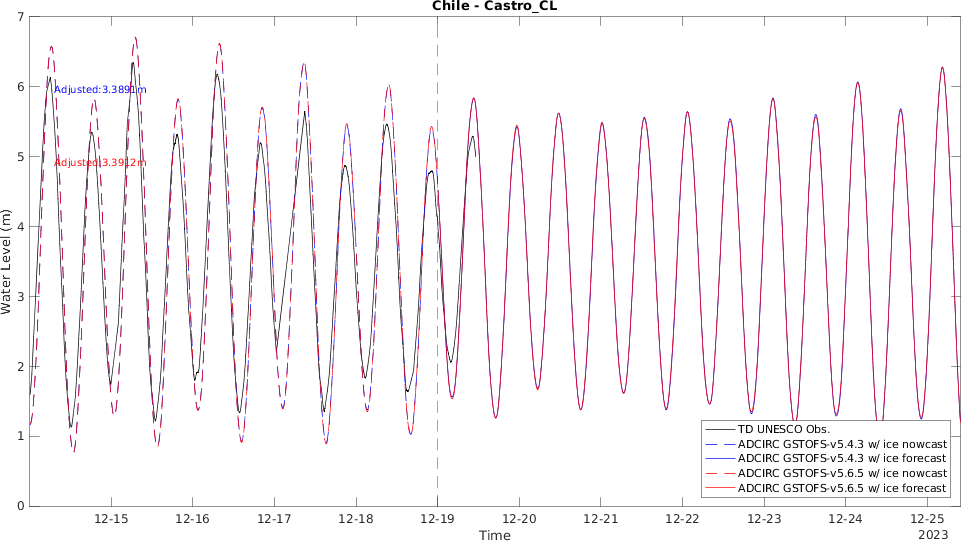 Chile - Castro_CL
Water Level (m)
7
6
5
4
3
2
1
0
Adjusted:3.3891m
Adjusted:3.3912m
TD UNESCO Obs.
ADCIRC GSTOFS-v5.4.3 w/ ice nowcast
ADCIRC GSTOFS-v5.4.3 w/ ice forecast
ADCIRC GSTOFS-v5.6.5 w/ ice nowcast
ADCIRC GSTOFS-v5.6.5 w/ ice forecast
12-15 12-16 12-17 12-18 12-19 12-20 12-21 12-22 12-23 12-24 12-25
Time
2023